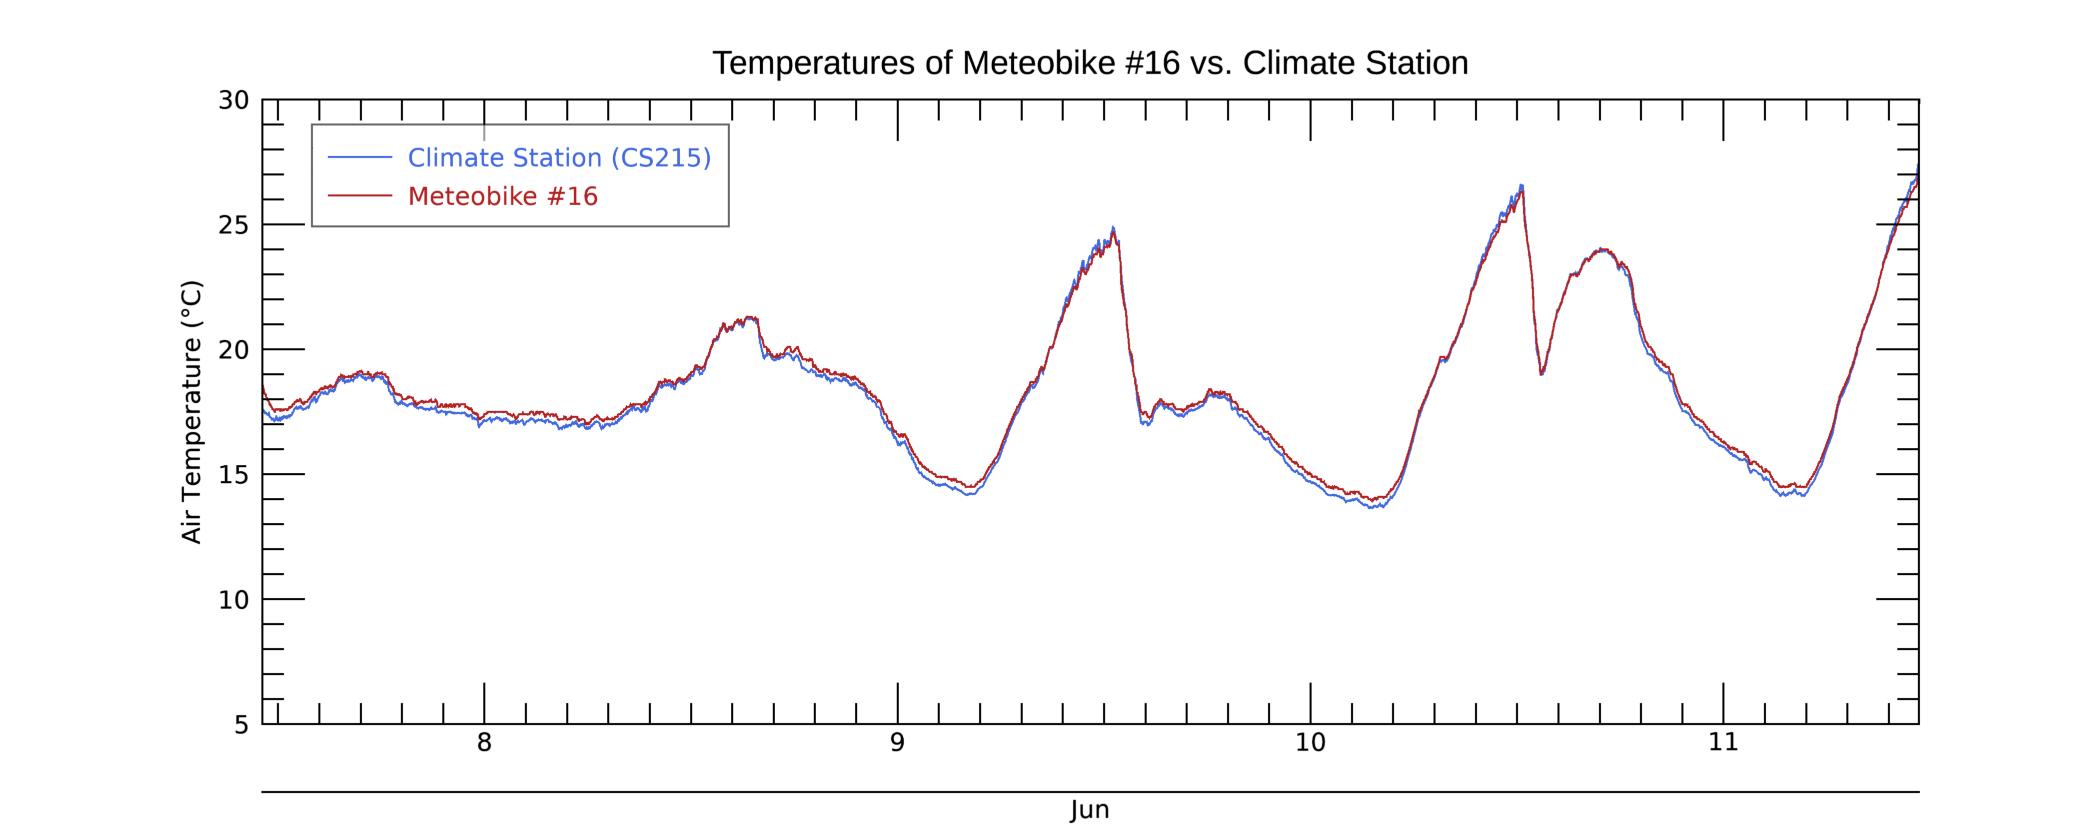 Temperatures of Meteobike #16 vs. Climate Station
30
25
20
15
10
5
Air Temperature (°C)
Climate Station (CS215)
Meteobike #16
8 9 10 11
Jun